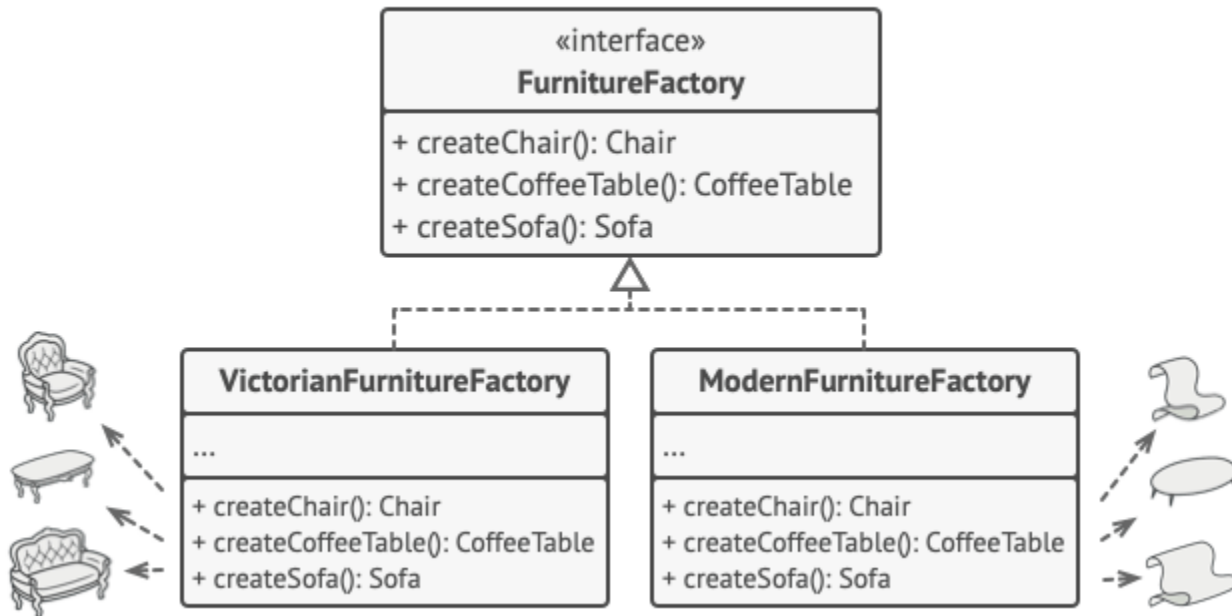 «interface»
FurnitureFactory
+ createChair(): Chair
+ createCoffeeTable(): CoffeeTable
+ createSofa(): Sofa
VictorianFurnitureFactory
...
+ createChair(): Chair
+ createCoffeeTable(): CoffeeTable
+ createSofa(): Sofa
ModernFurnitureFactory
...
+ createChair(): Chair
+ createCoffeeTable(): CoffeeTable
+ createSofa(): Sofa